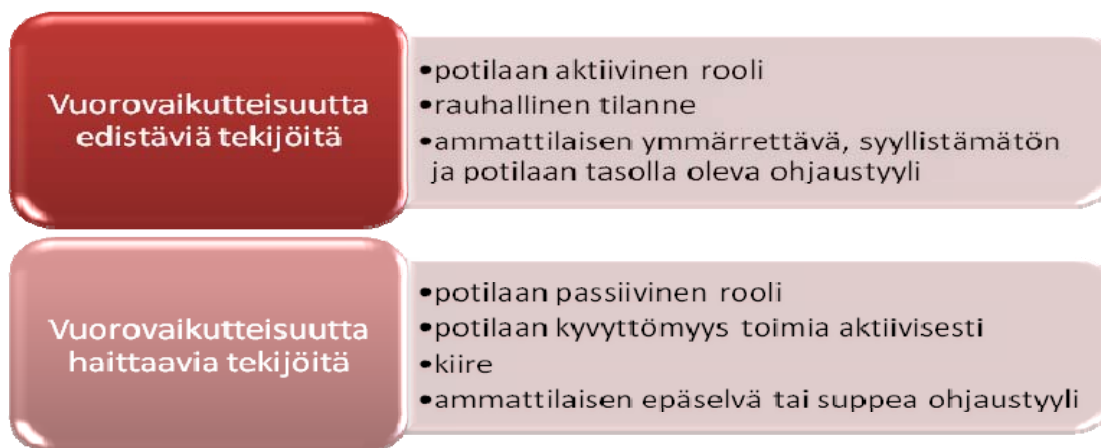 Vuorovaikutteisuutta
edistäviä tekijöitä
•potilaan aktiivinen rooli
•rauhallinen tilanne
•ammattilaisen ymmärrettävä, syyllistämätön
ja potilaan tasolla oleva ohjaustyyli
Vuorovaikutteisuutta
haittaavia tekijöitä
•potilaan passiivinen rooli
•potilaan kyvyttömyys toimia aktiivisesti
•kiire
•ammattilaisen epäselvä tai suppea ohjaustyyli